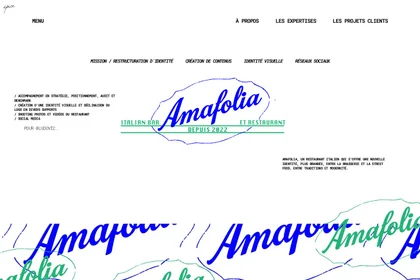 MENU
À PROPOS LES EXPERTISES LES PROJETS CLIENTS
MISSION / RESTRUCTURATION D'IDENTITÉ CRÉATION DE CONTENUS IDENTITÉ VISUELLE RÉSEAUX SOCIAUX
/ ACCOMPAGNEMENT EN STRATÉGIE, POSITIONNEMENT, AUDIT ET
BENCHMARK
/ CRÉATION D'UNE IDENTITÉ VISUELLE ET DÉCLINAISON DU
LOGO EN DIVERS SUPPORTS
/ SHOOTING PHOTOS ET VIDÉOS DU RESTAURANT
/ SOCIAL MEDIA
Amafolia
ITALIAN BAR ET RESTAURANT
DEPUIS 2022
AMAFOLIA, UN RESTAURANT ITALIEN QUI S'OFFRE UNE NOUVELLE
IDENTITÉ, PLUS BRANDÉE, ENTRE LA BRASSERIE ET LA STREET
FOOD, ENTRE TRADITIONS ET MODERNITÉ.
Amafolia
Amafolia
Amafolia